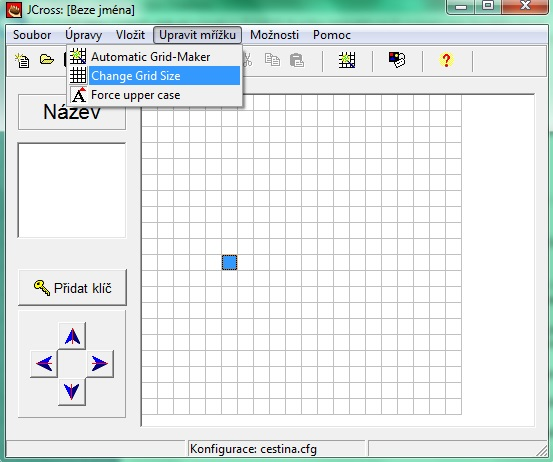 JCross: [Beze jména]
Soubor Úpravy Vložit Upravit mřížku Možnosti Pomoc
Automatic Grid-Maker
Change Grid Size
Force upper case
Název
Přidat klíč
Konfigurace: cestina.cfg